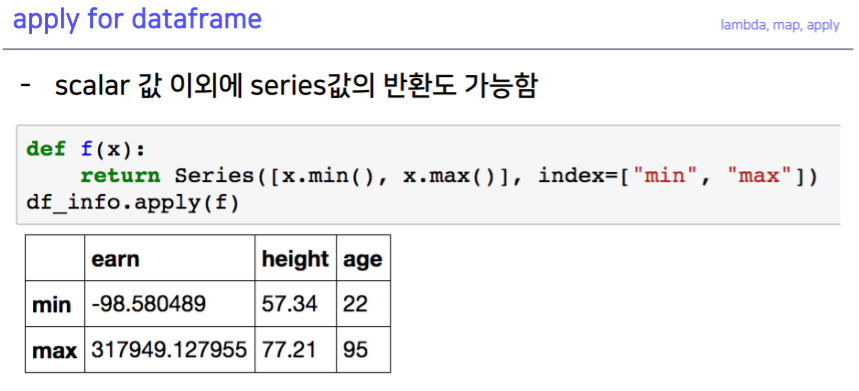 apply for dataframe
lambda, map, apply
- scalar 값 이외에 series값의 반환도 가능함
def f(x):
    return Series([x.min(), x.max()], index=["min", "max"])
df_info.apply(f)
earn height age
min -98.580489 57.34 22
max 317949.127955 77.21 95